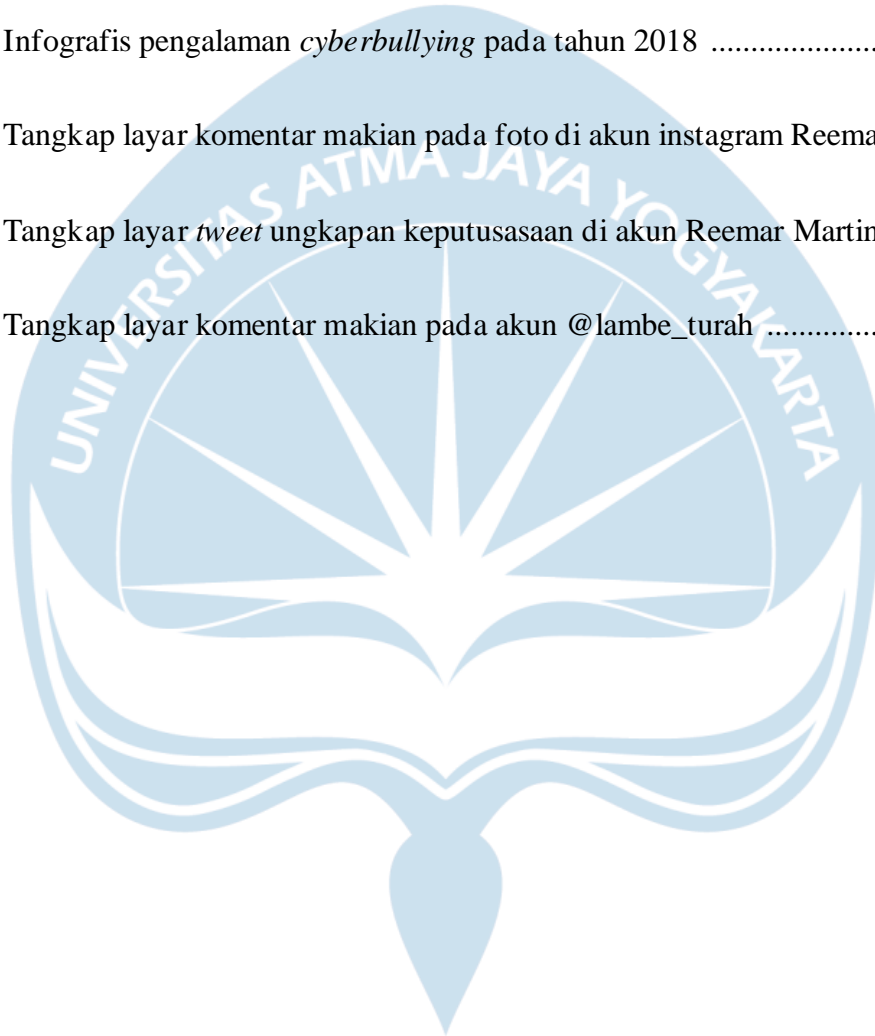 Infografis pengalaman cyberbullying pada tahun 2018 .....................
Tangkap layar komentar makian pada foto di akun instagram Reema
Tangkap layar tweet ungkapan keputusasaan di akun Reemar Martin
Tangkap layar komentar makian pada akun @lambe_turah ..............
UNIVERSITAS ATMA JAYA YOGYAKARTA